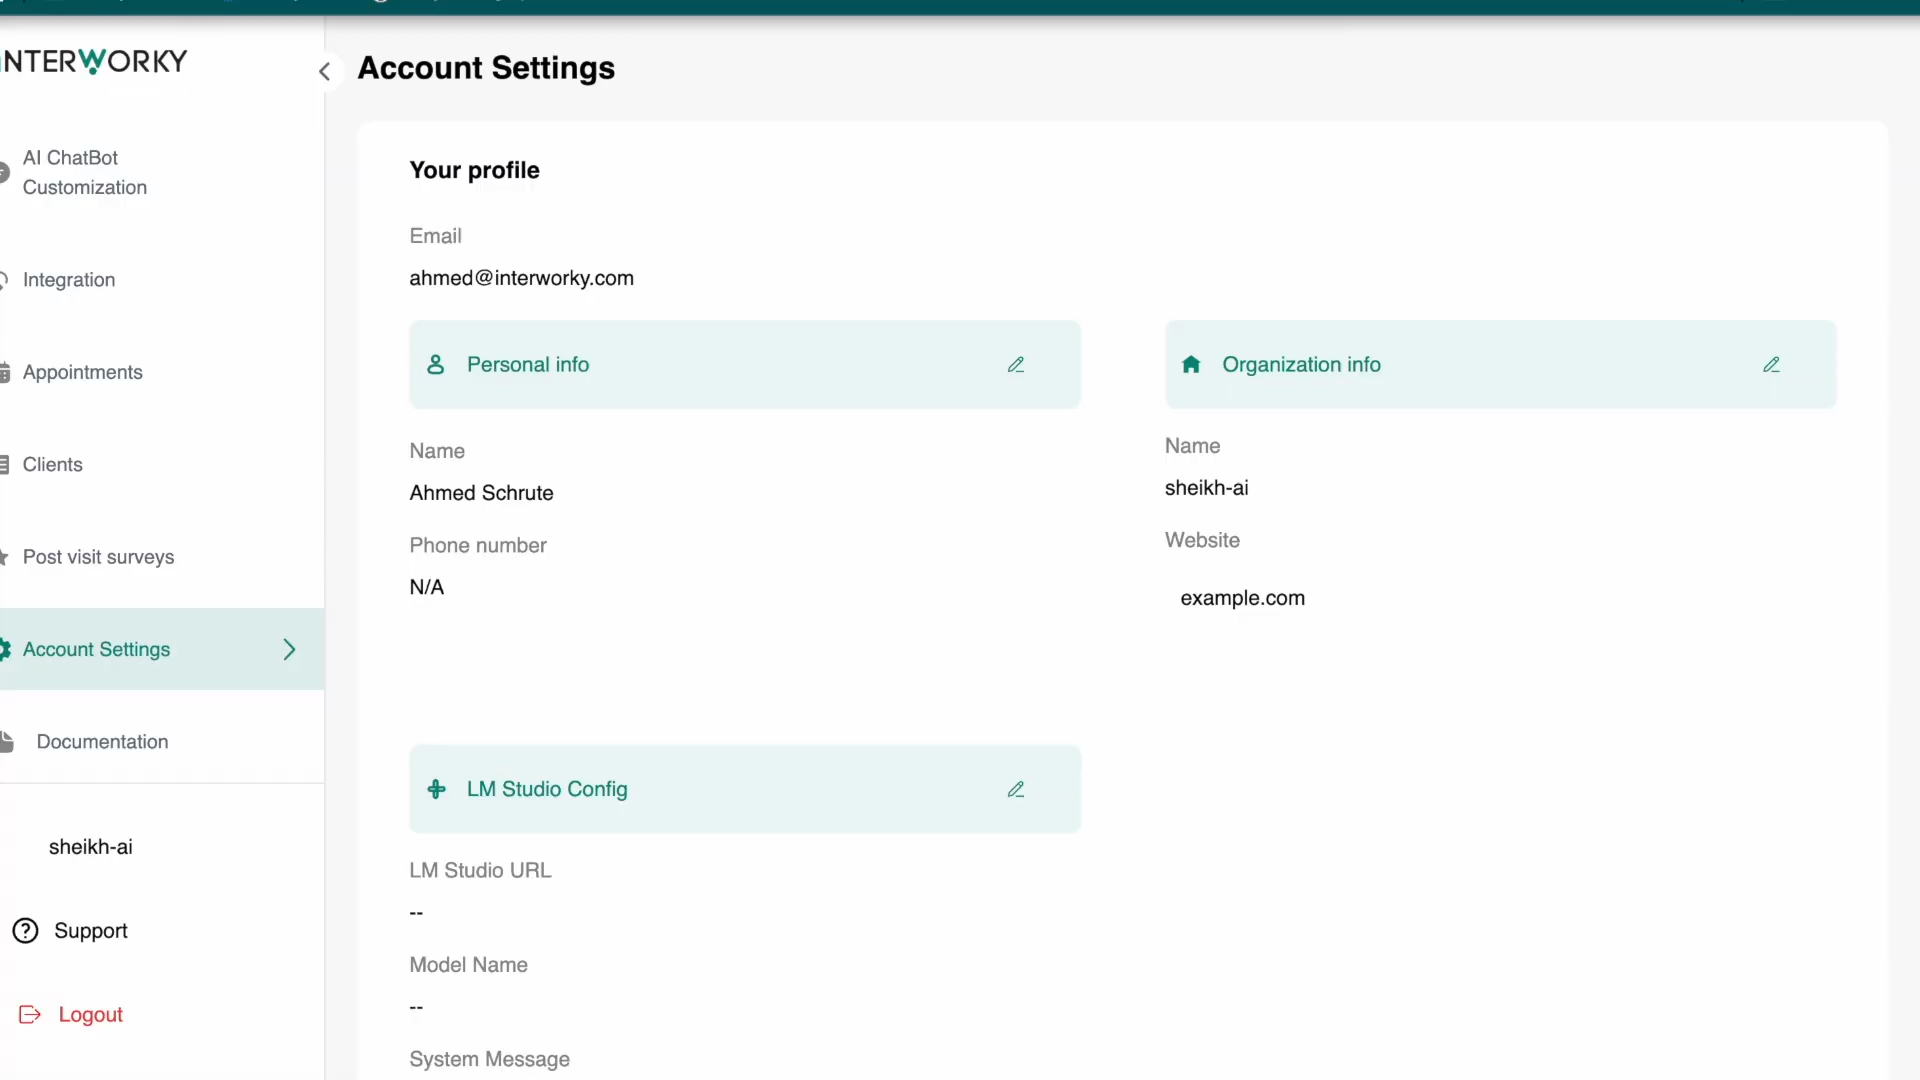 INTERWORKY
AI ChatBot
Customization
Integration
Appointments
Clients
Post visit surveys
Account Settings
Documentation
sheikh-ai
Support
Logout
Account Settings
Your profile
Email
ahmed@interworky.com
Personal info
Name
Ahmed Schrute
Phone number
N/A
Organization info
Name
sheikh-ai
Website
example.com
LM Studio Config
LM Studio URL
--
Model Name
--
System Message